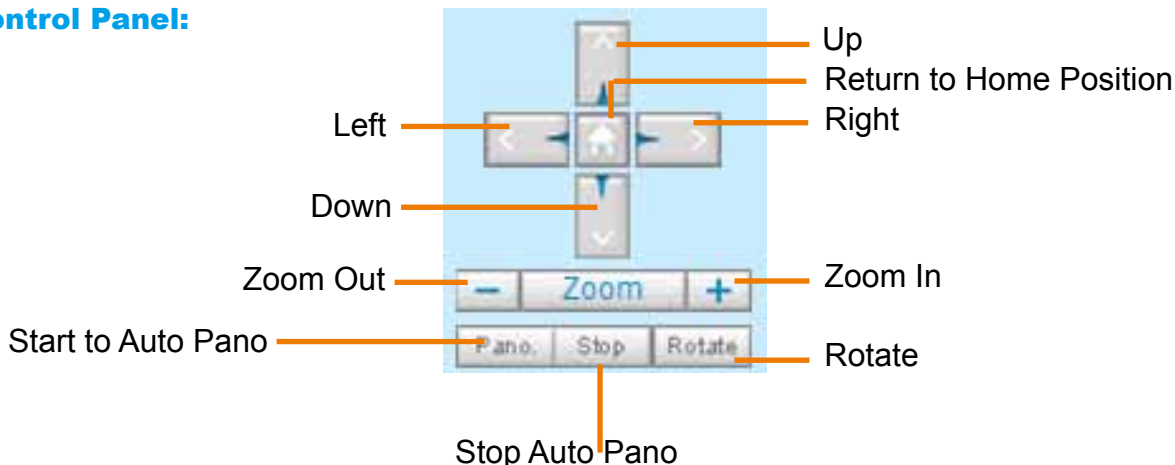 ontrol Panel:
Up
Return to Home Position
Left
Right
Down
Zoom Out
Zoom
Zoom In
Start to Auto Pano
Pano.
Stop
Rotate
Rotate
Stop Auto Pano